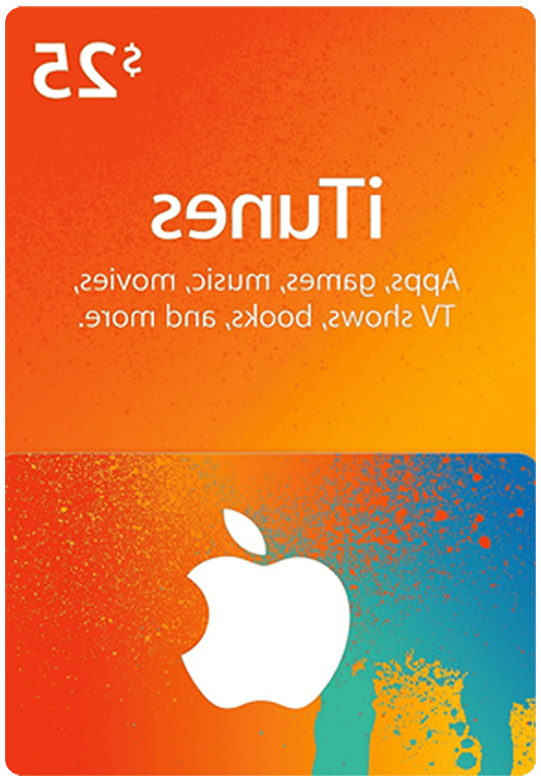 $25
iTunes
Apps, games, music, movies,
TV shows, books, and more.